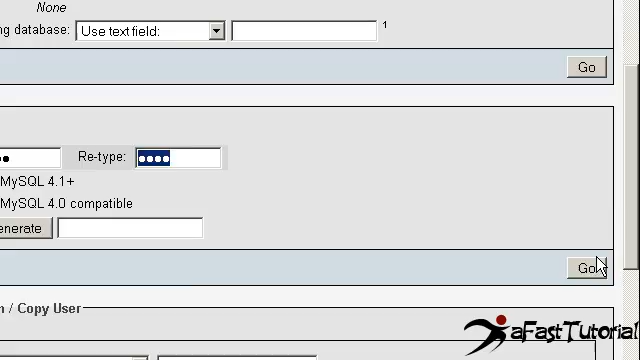 None
ng database: Use text field: 1
Go
Re-type: ••••
MySQL 4.1+
MySQL 4.0 compatible
enerate
Go
n / Copy User
aFastTutorial